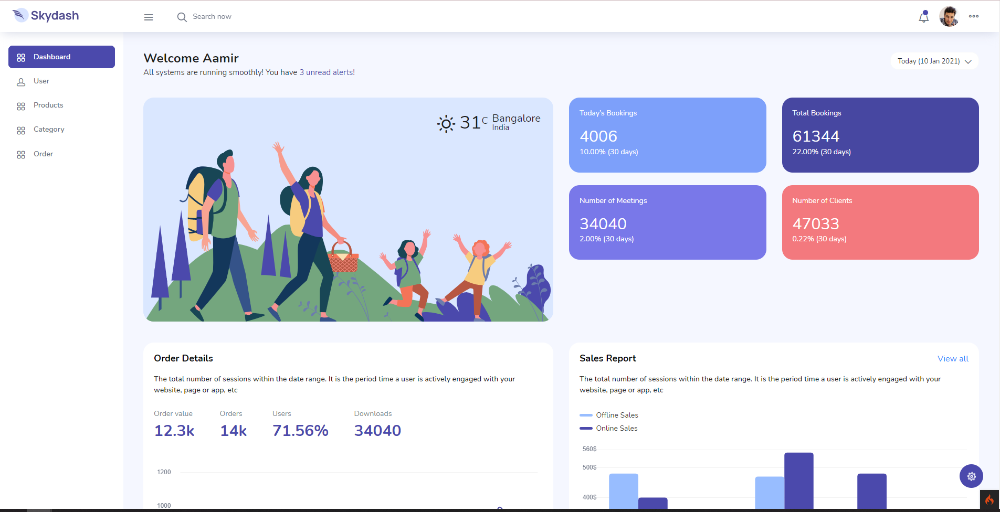 Skydash
Search now
Dashboard
User
Products
Category
Order
Welcome Aamir
All systems are running smoothly! You have 3 unread alerts!
Today (10 Jan 2021)
31C Bangalore
India
Today's Bookings
4006
10.00% (30 days)
Total Bookings
61344
22.00% (30 days)
Number of Meetings
34040
2.00% (30 days)
Number of Clients
47033
0.22% (30 days)
Order Details
The total number of sessions within the date range. It is the period time a user is actively engaged with your
website, page or app, etc
Order value
12.3k
Orders
14k
Users
71.56%
Downloads
34040
1200
1000
Sales Report
View all
The total number of sessions within the date range. It is the period time a user is actively engaged with your
website, page or app, etc
Offline Sales
Online Sales
560$
500$
400$